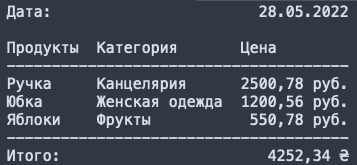 Дата: 28.05.2022
Продукты Категория Цена
Ручка Канцелярия 2500,78 руб.
Юбка Женская одежда 1200,56 руб.
Яблоки Фрукты 550,78 руб.
Итого: 4252,34 ₴